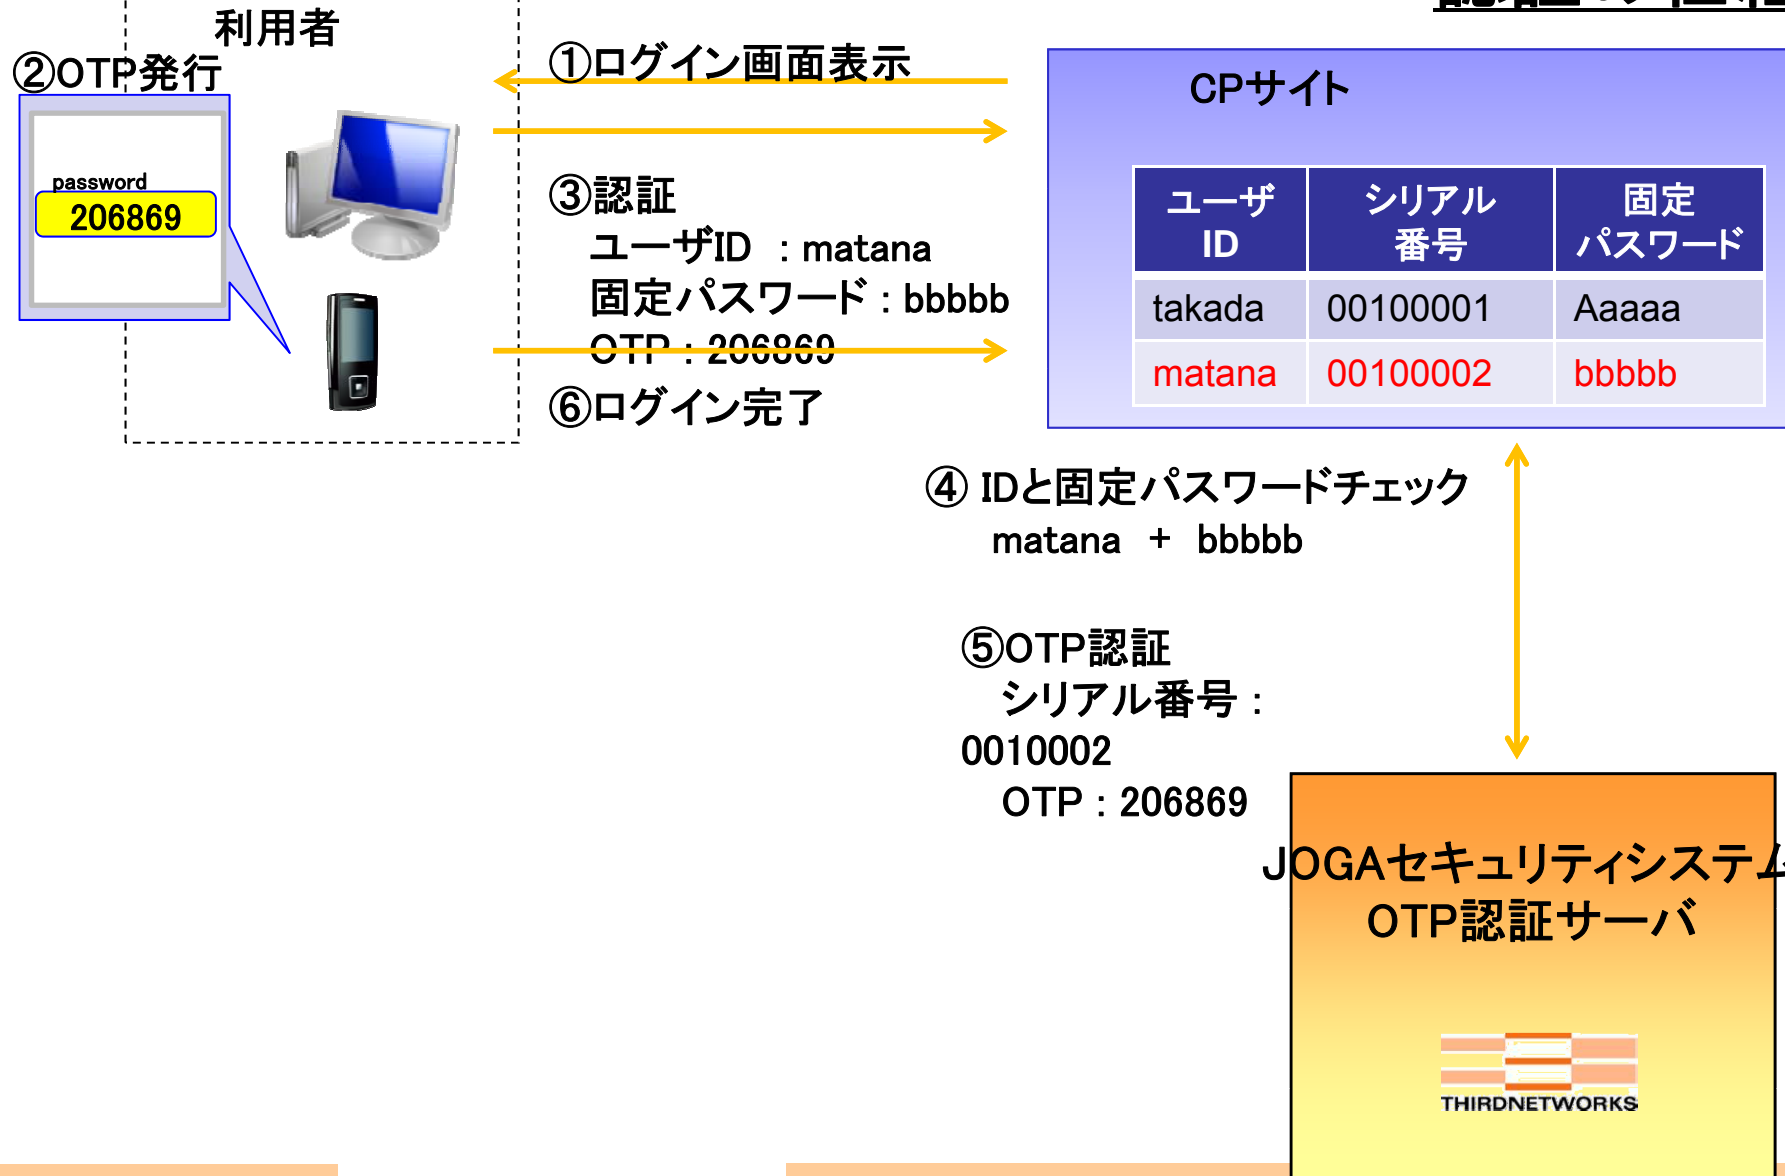 利用者
②OTP発行
password
206869
①ログイン画面表示
③認証
ユーザID ：matana
固定パスワード：bbbbb
OTP：206869
⑥ログイン完了
CPサイト
ユーザ
ID
シリアル
番号
固定
パスワード
takada 00100001 Aaaaa
matana 00100002 bbbbb
④ IDと固定パスワードチェック
matana + bbbbb
⑤OTP認証
シリアル番号：
0010002
OTP：206869
JOGAセキュリティシステム
OTP認証サーバ
THIRDNETWORKS